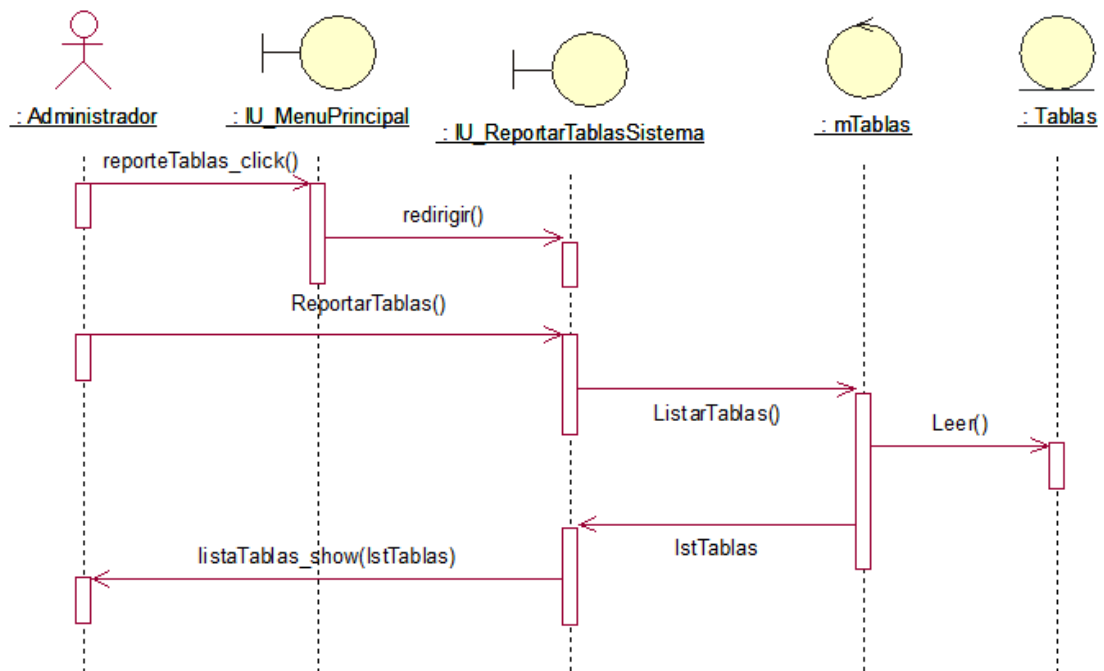 : Administrador
: IU_MenuPrincipal
: IU_ReportarTablasSistema
: mTablas
: Tablas
reporteTablas_click()
redirigir()
ReportarTablas()
ListarTablas()
Leer()
lstTablas
listaTablas_show(lstTablas)